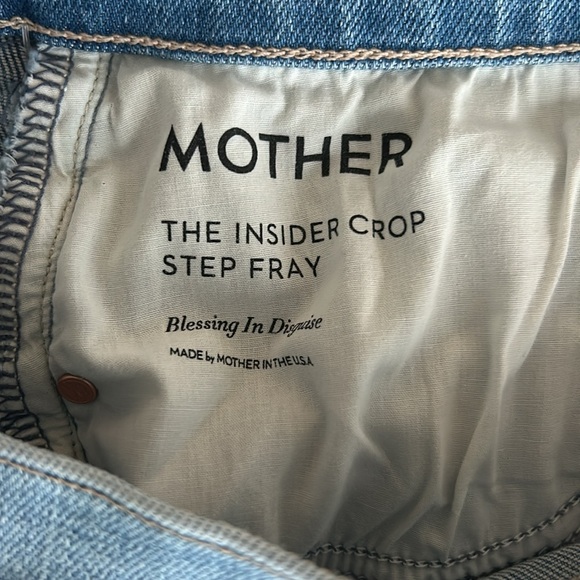 MOTHER
THE INSIDER CROP
STEP FRAY
Blessing In Disguise
MADE by MOTHER IN THE U.S.A